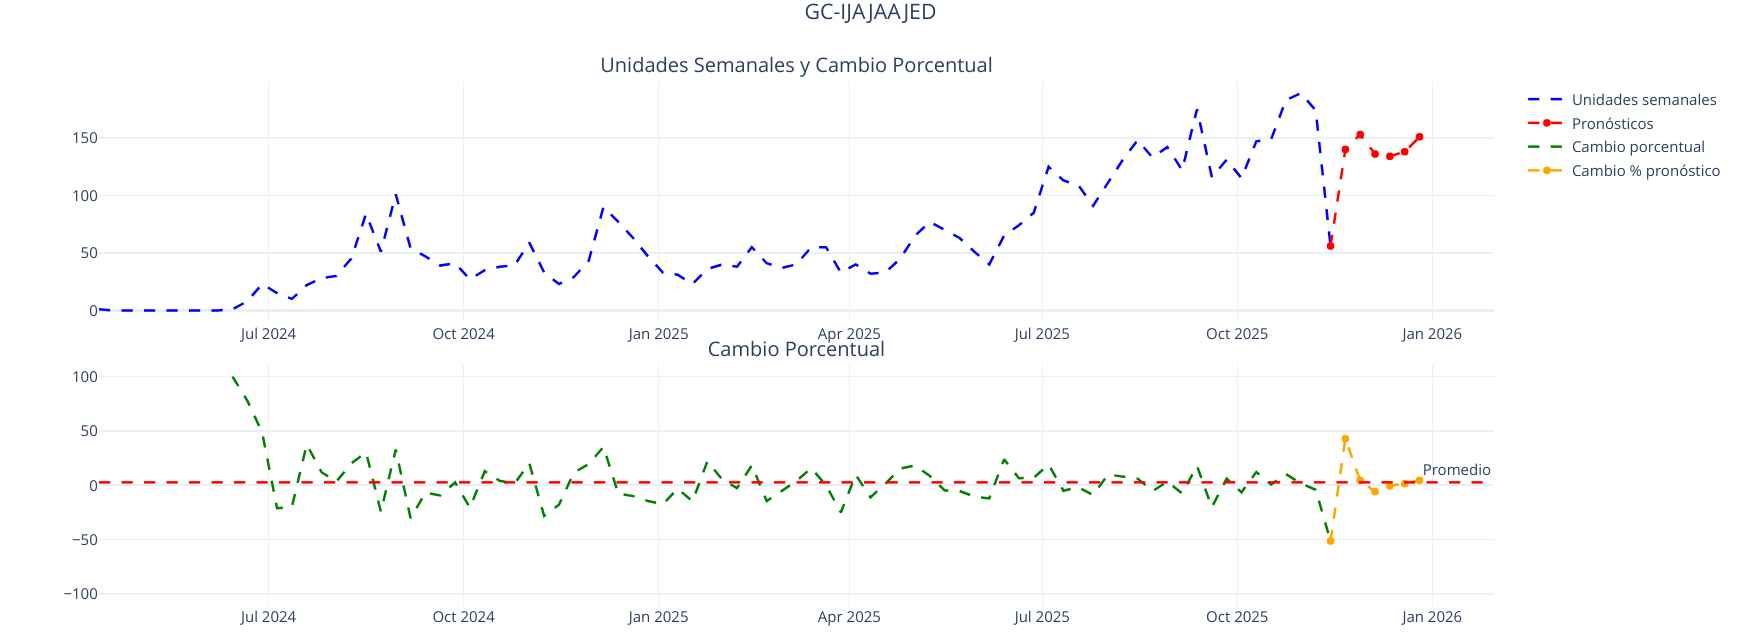 GC-IJAJAAJED
Unidades Semanales y Cambio Porcentual
Unidades semanales
Pronósticos
Cambio porcentual
Cambio % pronóstico
150
100
50
0
Jul 2024 Oct 2024 Jan 2025 Apr 2025 Jul 2025 Oct 2025 Jan 2026
Cambio Porcentual
100
50
Promedio
0
−50
−100
Jul 2024 Oct 2024 Jan 2025 Apr 2025 Jul 2025 Oct 2025 Jan 2026